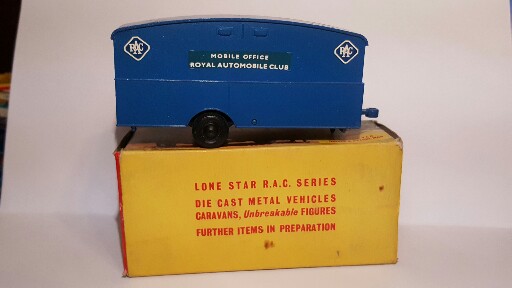 RAC
RAC
MOBILE OFFICE
ROYAL AUTOMOBILE CLUB
LONE STAR R.A.C. SERIES
DIE CAST METAL VEHICLES
CARAVANS, Unbreakable FIGURES
FURTHER ITEMS IN PREPARATION